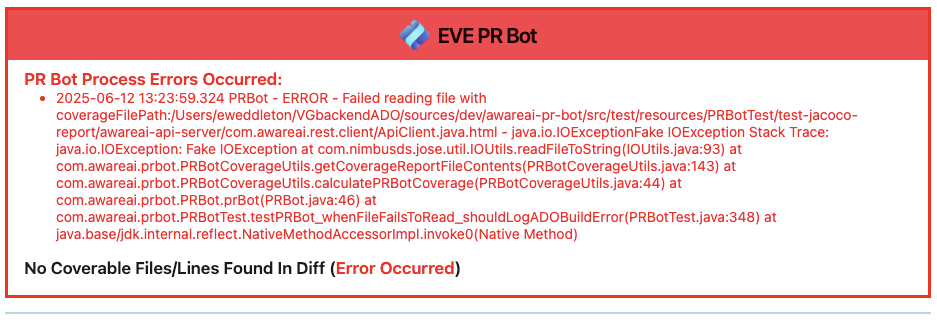 EVE PR Bot
PR Bot Process Errors Occurred:
• 2025-06-12 13:23:59.324 PRBot - ERROR - Failed reading file with
coverageFilePath:/Users/eweddleton/VGbackendADO/sources/dev/awareai-pr-bot/src/test/resources/PRBotTest/test-jacoco-
report/awareai-api-server/com.awareai.rest.client/ApiClient.java.html - java.io.IOExceptionFake IOException Stack Trace:
java.io.IOException: Fake IOException at com.nimbusds.jose.util.IOUtils.readFileToString(IOUtils.java:93) at
com.awareai.prbot.PRBotCoverageUtils.getCoverageReportFileContents(PRBotCoverageUtils.java:143) at
com.awareai.prbot.PRBotCoverageUtils.calculatePRBotCoverage(PRBotCoverageUtils.java:44) at
com.awareai.prbot.PRBot.prBot(PRBot.java:46) at
com.awareai.prbot.PRBotTest.testPRBot_whenFileFailsToRead_shouldLogADOBuildError(PRBotTest.java:348) at
java.base/jdk.internal.reflect.NativeMethodAccessorImpl.invoke0(Native Method)
No Coverable Files/Lines Found In Diff (Error Occurred)